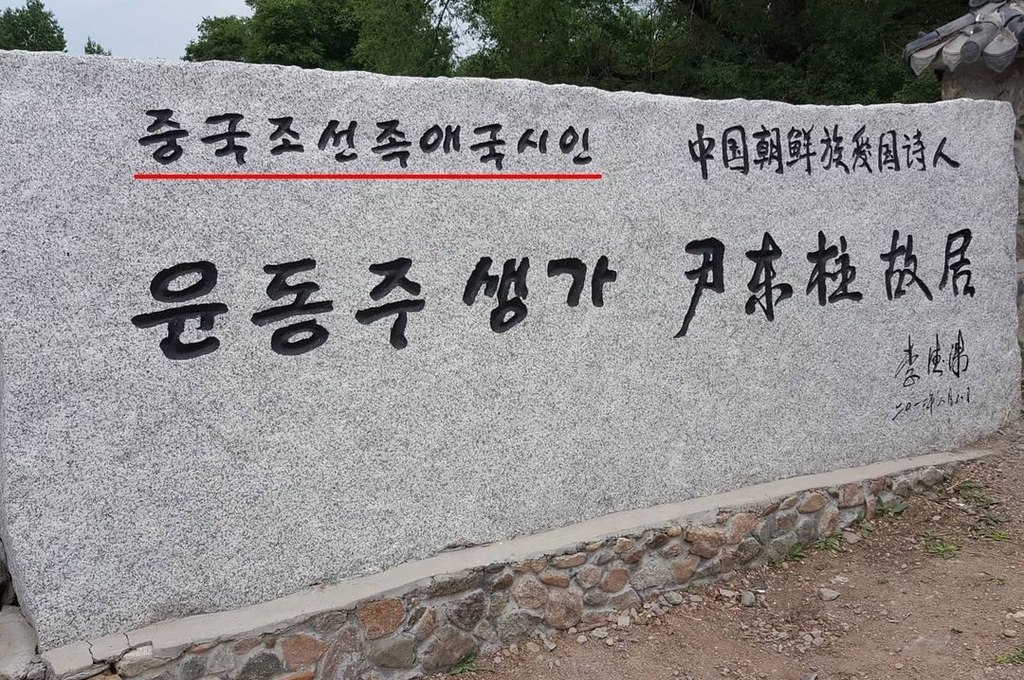 중국조선족애국시인
윤동주 생가
中国朝鲜族爱国诗人
尹东柱故居